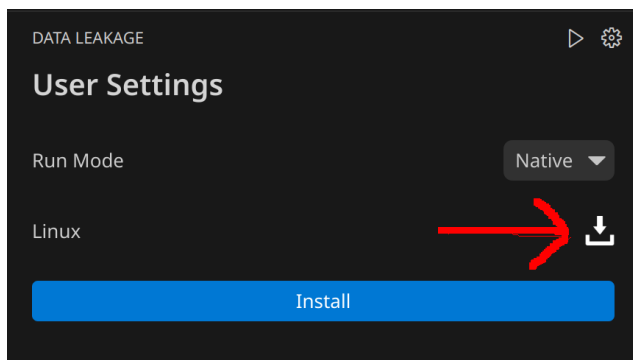 DATA LEAKAGE
User Settings
Run Mode Native
Linux
Install